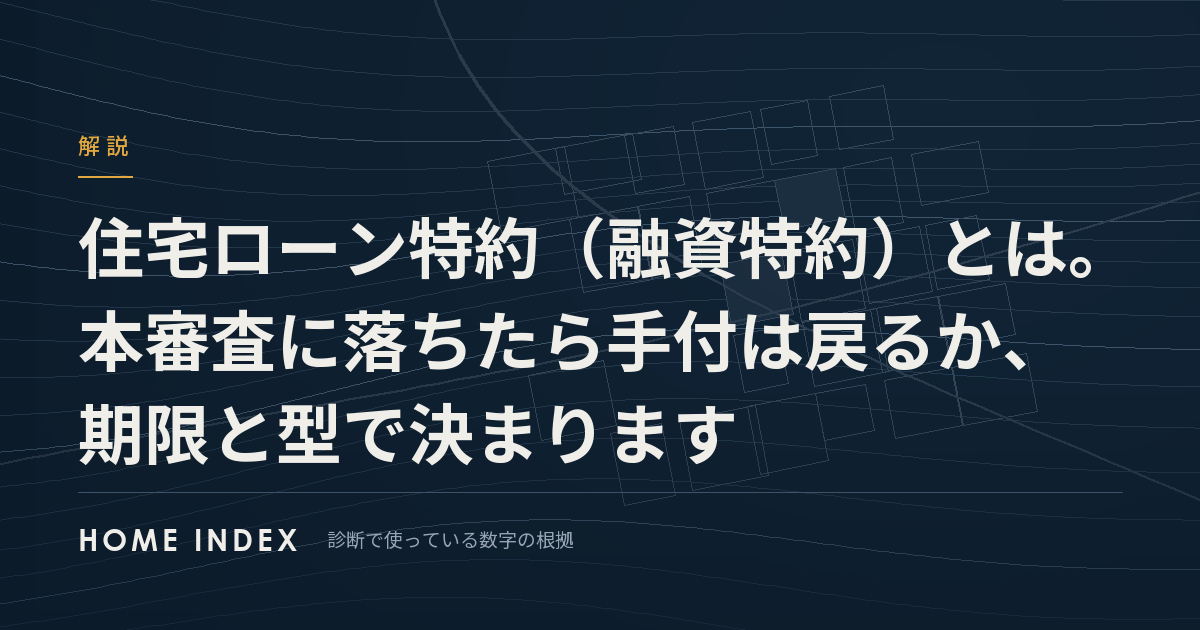 解説
住宅ローン特約（融資特約）とは。
本審査に落ちたら手付は戻るか、
期限と型で決まります
HOME INDEX 診断で使っている数字の根拠